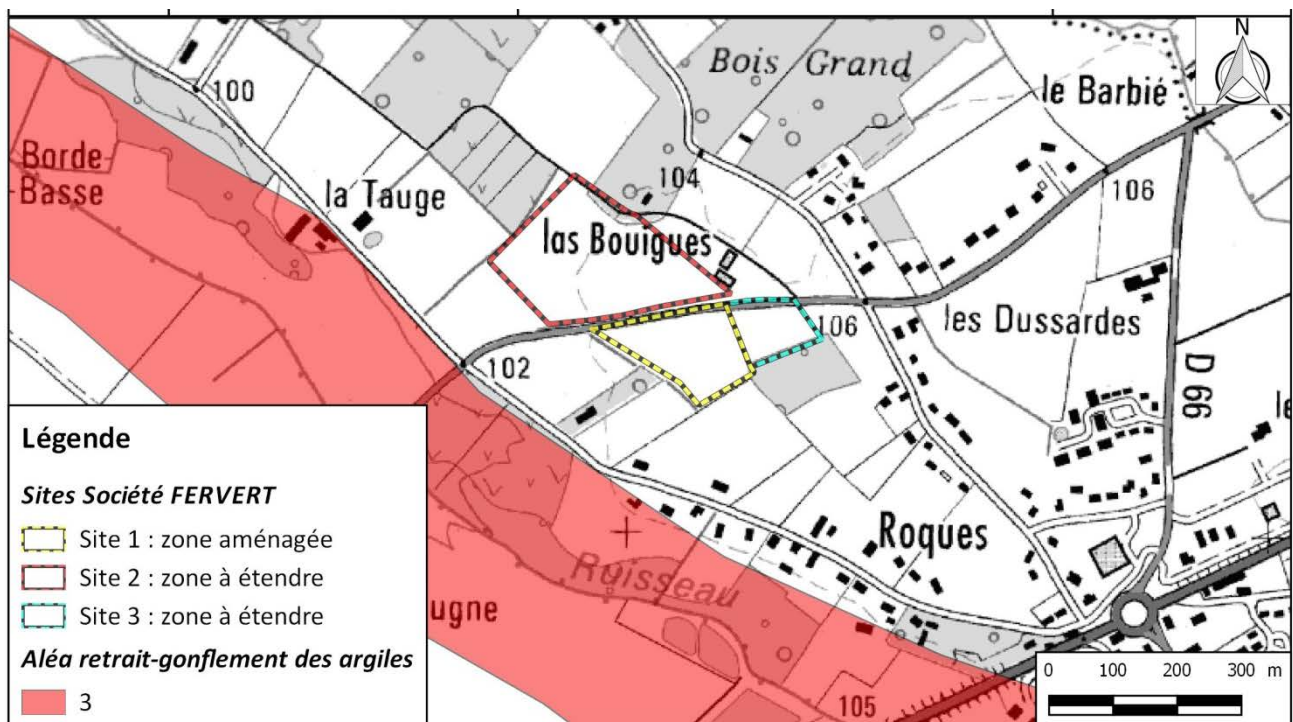 N
Bois Grand
le Barbié
100
Borde
Basse
la Tauge
104
106
las Bouigues
106
les Dussardes
102
D 66
le
Légende
Sites Société FERVERT
Site 1 : zone aménagée
Site 2 : zone à étendre
Site 3 : zone à étendre
Aléa retrait-gonflement des argiles
3
Roques
Ruisseau
ugne
105
0 100 200 300 m